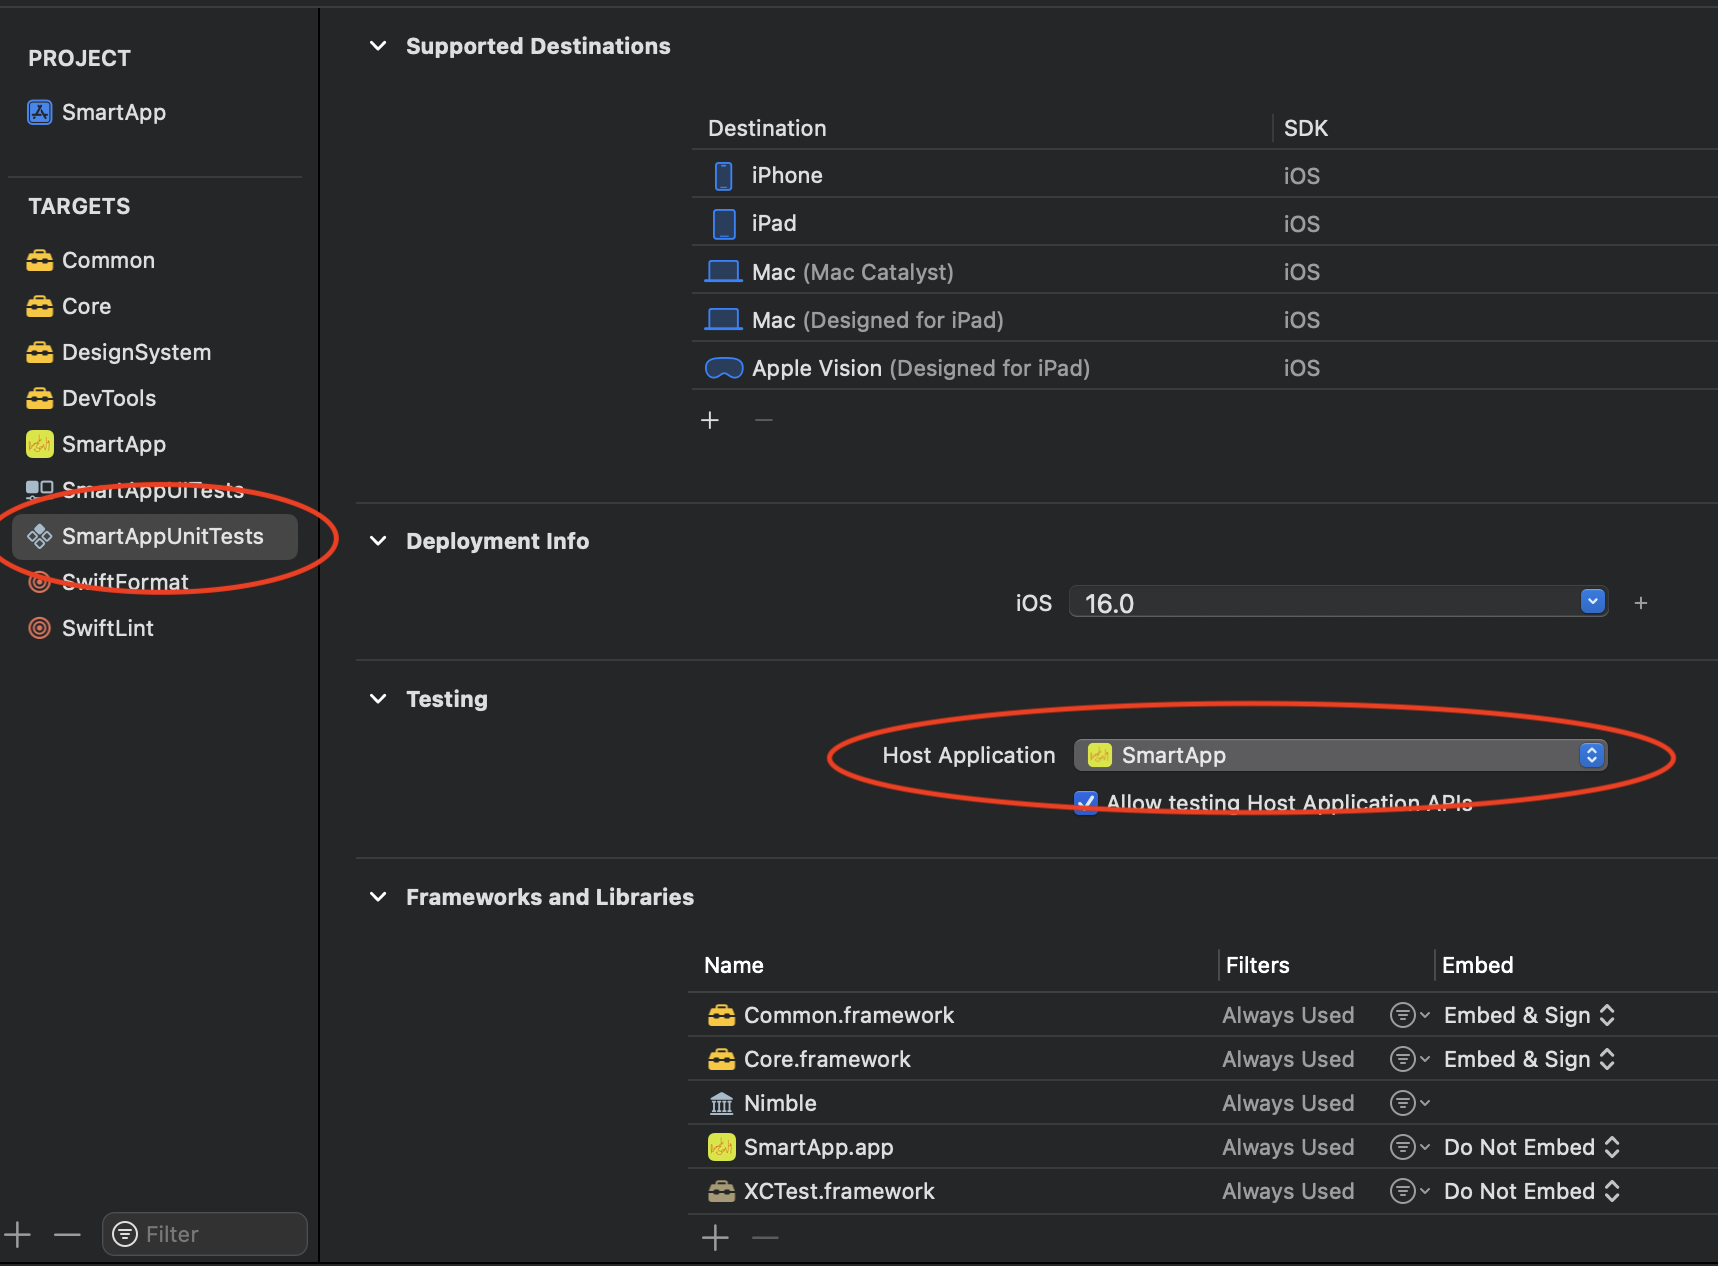 PROJECT
SmartApp
TARGETS
Common
Core
DesignSystem
DevTools
SmartApp
SmartAppUITests
SmartAppUnitTests
SwiftFormat
SwiftLint
Filter
Supported Destinations
Destination SDK
iPhone iOS
iPad iOS
Mac (Mac Catalyst) iOS
Mac (Designed for iPad) iOS
Apple Vision (Designed for iPad) iOS
Deployment Info
iOS 16.0
Testing
Host Application SmartApp
Allow testing Host Application APIs
Frameworks and Libraries
Name Filters Embed
Common.framework Always Used Embed & Sign
Core.framework Always Used Embed & Sign
Nimble Always Used
SmartApp.app Always Used Do Not Embed
XCTest.framework Always Used Do Not Embed